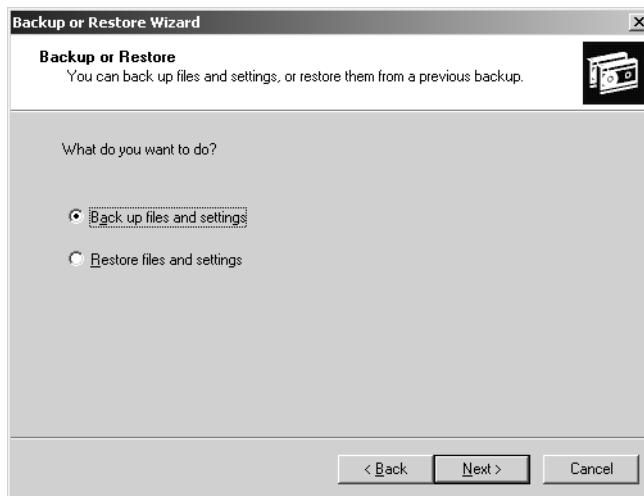 Backup or Restore Wizard
Backup or Restore
You can back up files and settings, or restore them from a previous backup.
What do you want to do?
Back up files and settings
Restore files and settings
< Back Next > Cancel